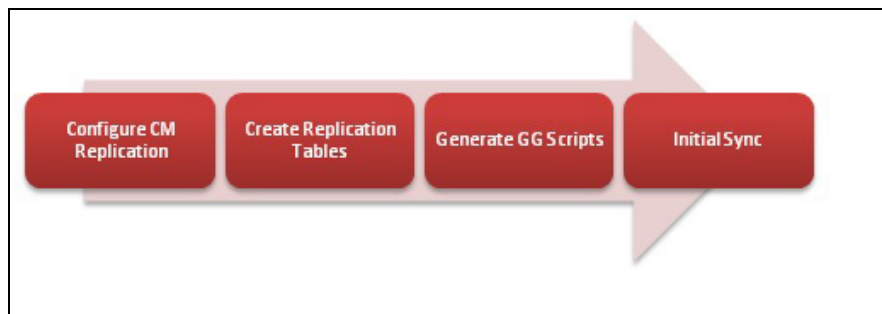 Configure CM
Replication
Create Replication
Tables
Generate GG Scripts
Initial Sync